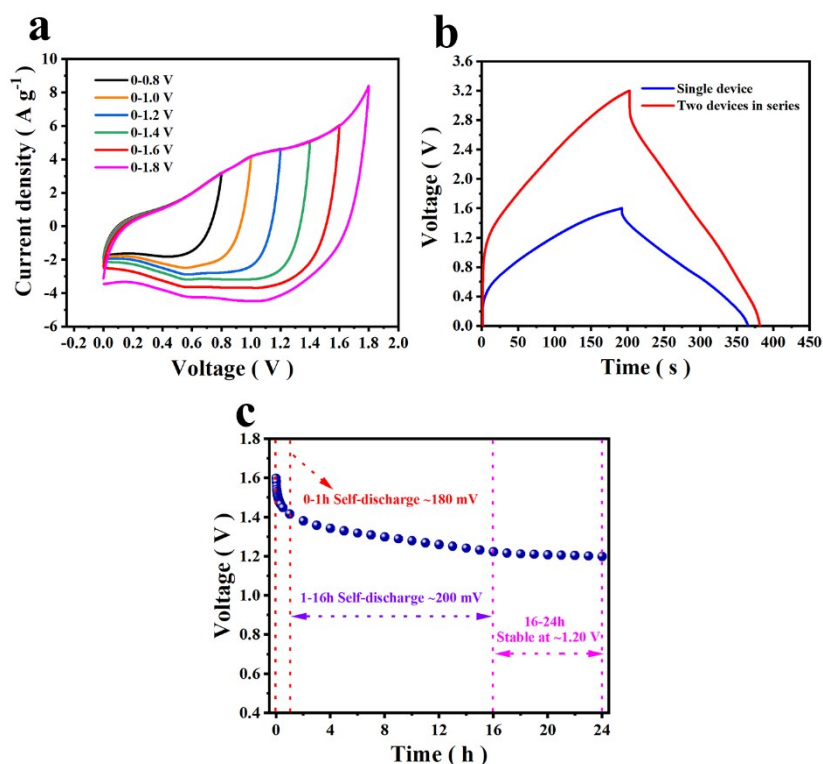 a
Current density ( A g⁻¹)
10
8
6
4
2
0
-2
-4
-6
0-0.8 V
0-1.0 V
0-1.2 V
0-1.4 V
0-1.6 V
0-1.8 V
-0.2 0.0 0.2 0.4 0.6 0.8 1.0 1.2 1.4 1.6 1.8 2.0
Voltage ( V )
b
Voltage ( V )
3.6
3.2
2.8
2.4
2.0
1.6
1.2
0.8
0.4
0.0
Single device
Two devices in series
0 50 100 150 200 250 300 350 400 450
Time ( s )
c
Voltage ( V )
1.8
1.6
1.4
1.2
1.0
0.8
0.6
0.4
0-1h Self-discharge ~180 mV
1-16h Self-discharge ~200 mV
16-24h
Stable at ~1.20 V
0 4 8 12 16 20 24
Time ( h )